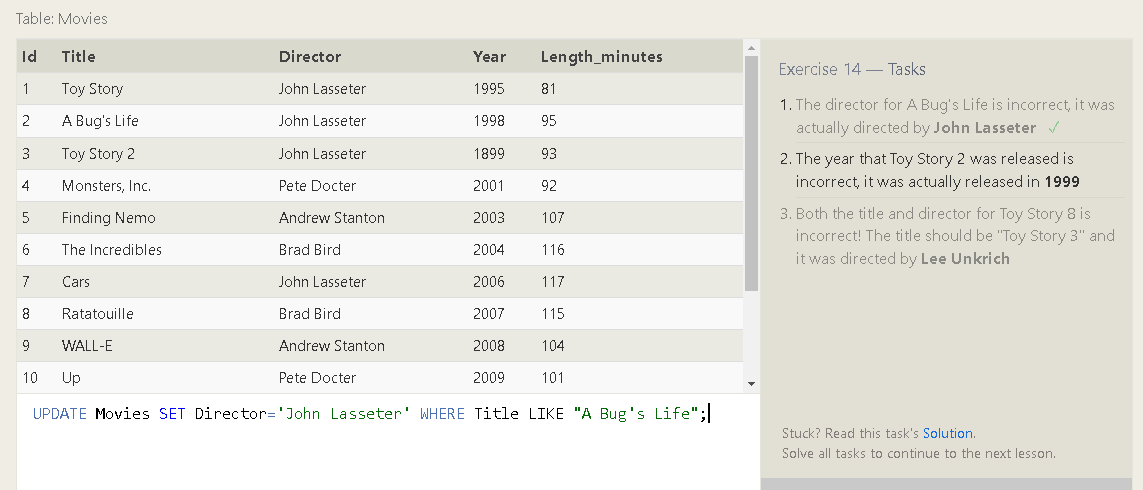 Table: Movies
Id Title Director Year Length_minutes
1 Toy Story John Lasseter 1995 81
2 A Bug's Life John Lasseter 1998 95
3 Toy Story 2 John Lasseter 1899 93
4 Monsters, Inc. Pete Docter 2001 92
5 Finding Nemo Andrew Stanton 2003 107
6 The Incredibles Brad Bird 2004 116
7 Cars John Lasseter 2006 117
8 Ratatouille Brad Bird 2007 115
9 WALL-E Andrew Stanton 2008 104
10 Up Pete Docter 2009 101
UPDATE Movies SET Director='John Lasseter' WHERE Title LIKE "A Bug's Life";
Exercise 14 — Tasks
1. The director for A Bug's Life is incorrect, it was
actually directed by John Lasseter ✓
2. The year that Toy Story 2 was released is
incorrect, it was actually released in 1999
3. Both the title and director for Toy Story 8 is
incorrect! The title should be "Toy Story 3" and
it was directed by Lee Unkrich
Stuck? Read this task's Solution.
Solve all tasks to continue to the next lesson.